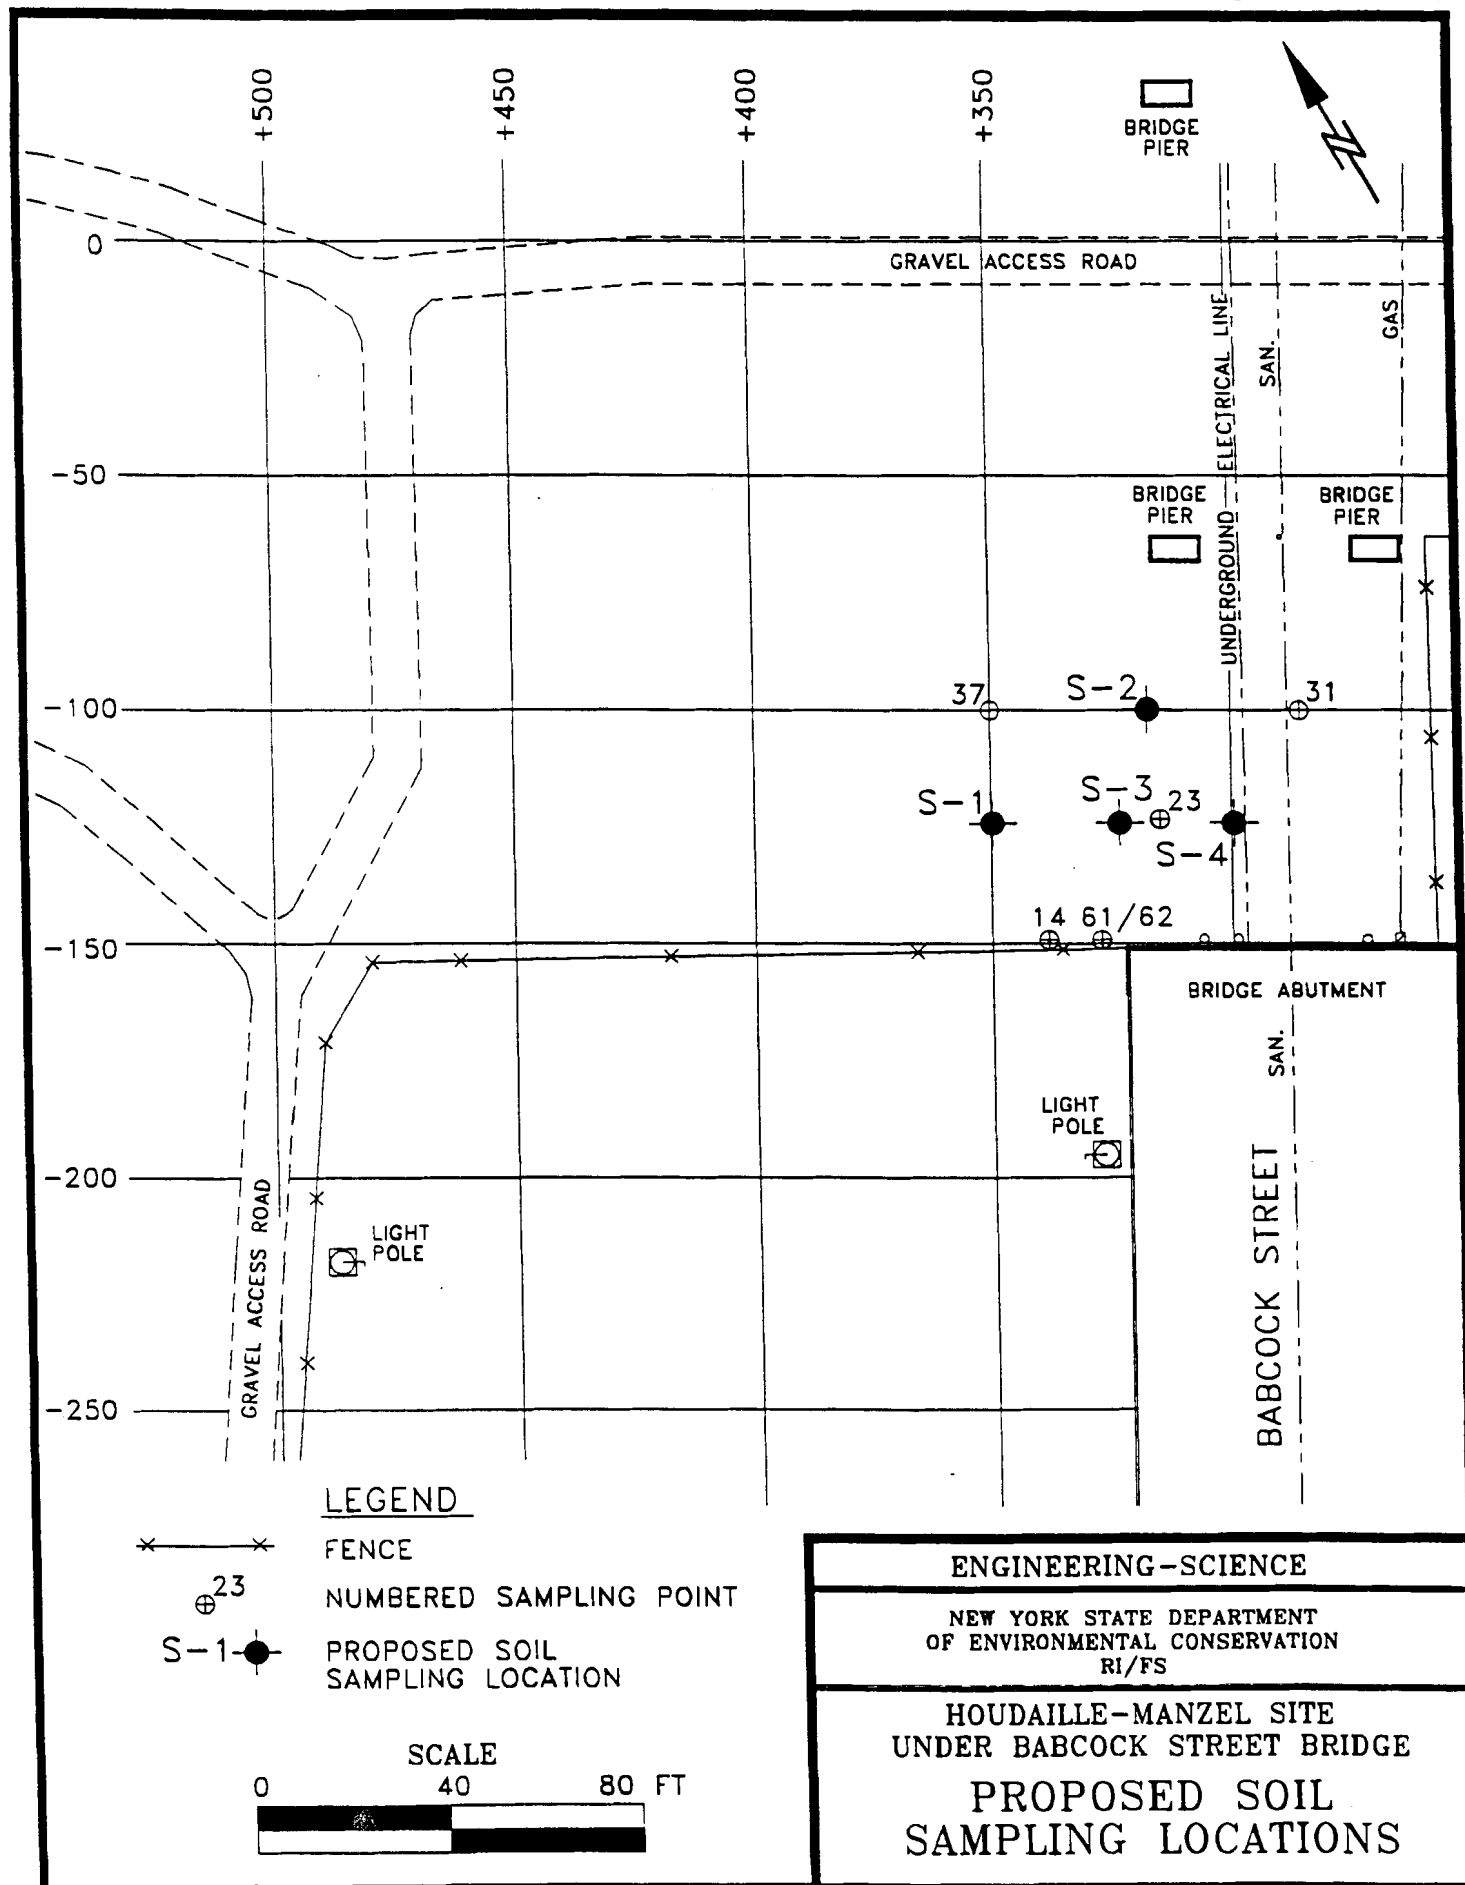 +500
+450
+400
+350
BRIDGE
PIER
0
GRAVEL ACCESS ROAD
UNDERGROUND ELECTRICAL LINE
SAN.
GAS
-50
BRIDGE
PIER
BRIDGE
PIER
-100
37
S-2
31
S-1
S-3
23
S-4
14
61/62
-150
BRIDGE ABUTMENT
SAN.
LIGHT
POLE
-200
GRAVEL ACCESS ROAD
LIGHT
POLE
BABCOCK STREET
-250
LEGEND
FENCE
23
NUMBERED SAMPLING POINT
S-1
PROPOSED SOIL
SAMPLING LOCATION
SCALE
0 40 80 FT
ENGINEERING-SCIENCE
NEW YORK STATE DEPARTMENT
OF ENVIRONMENTAL CONSERVATION
RI/FS
HOUDAILLE-MANZEL SITE
UNDER BABCOCK STREET BRIDGE
PROPOSED SOIL
SAMPLING LOCATIONS